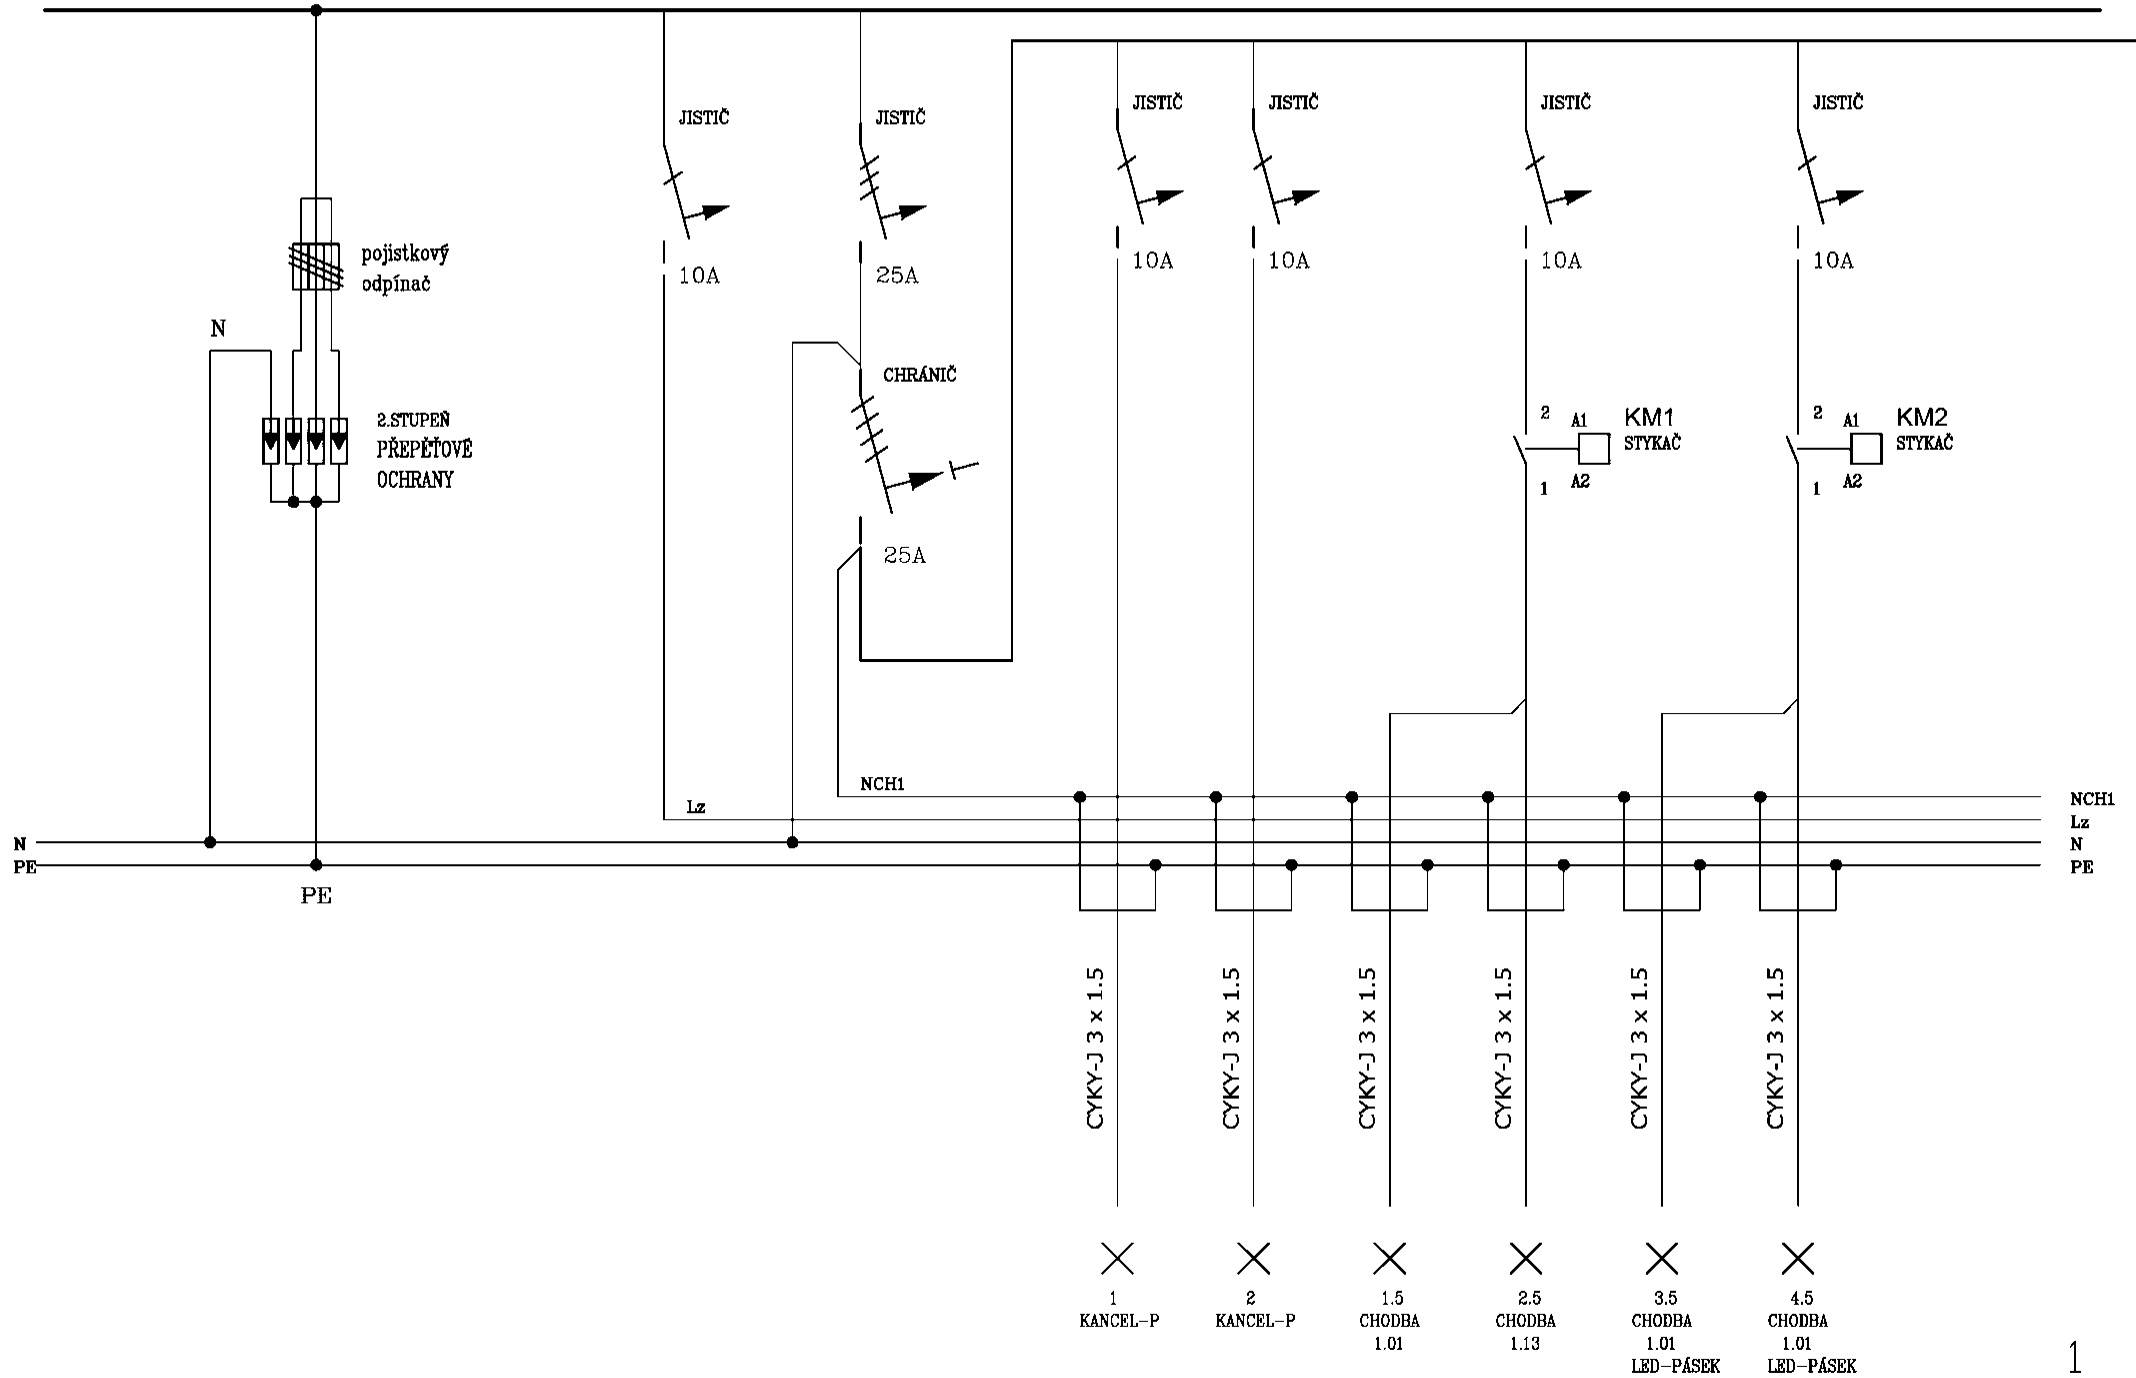 JISTIČ
JISTIČ
JISTIČ
JISTIČ
JISTIČ
JISTIČ
pojistkový
odpínač
10A
25A
10A
10A
10A
10A
N
CHRÁNIČ
2.STUPEŇ
PŘEPĚŤOVÉ
OCHRANY
25A
2
A1
KM1
STYKAČ
1
A2
2
A1
KM2
STYKAČ
1
A2
NCH1
Lz
N
PE
NCH1
Lz
N
PE
PE
CYKY-J 3 x 1.5
CYKY-J 3 x 1.5
CYKY-J 3 x 1.5
CYKY-J 3 x 1.5
CYKY-J 3 x 1.5
CYKY-J 3 x 1.5
1
KANCEL-P
2
KANCEL-P
1.5
CHODBA
1.01
2.5
CHODBA
1.13
3.5
CHODBA
1.01
LED-PÁSEK
4.5
CHODBA
1.01
LED-PÁSEK
1